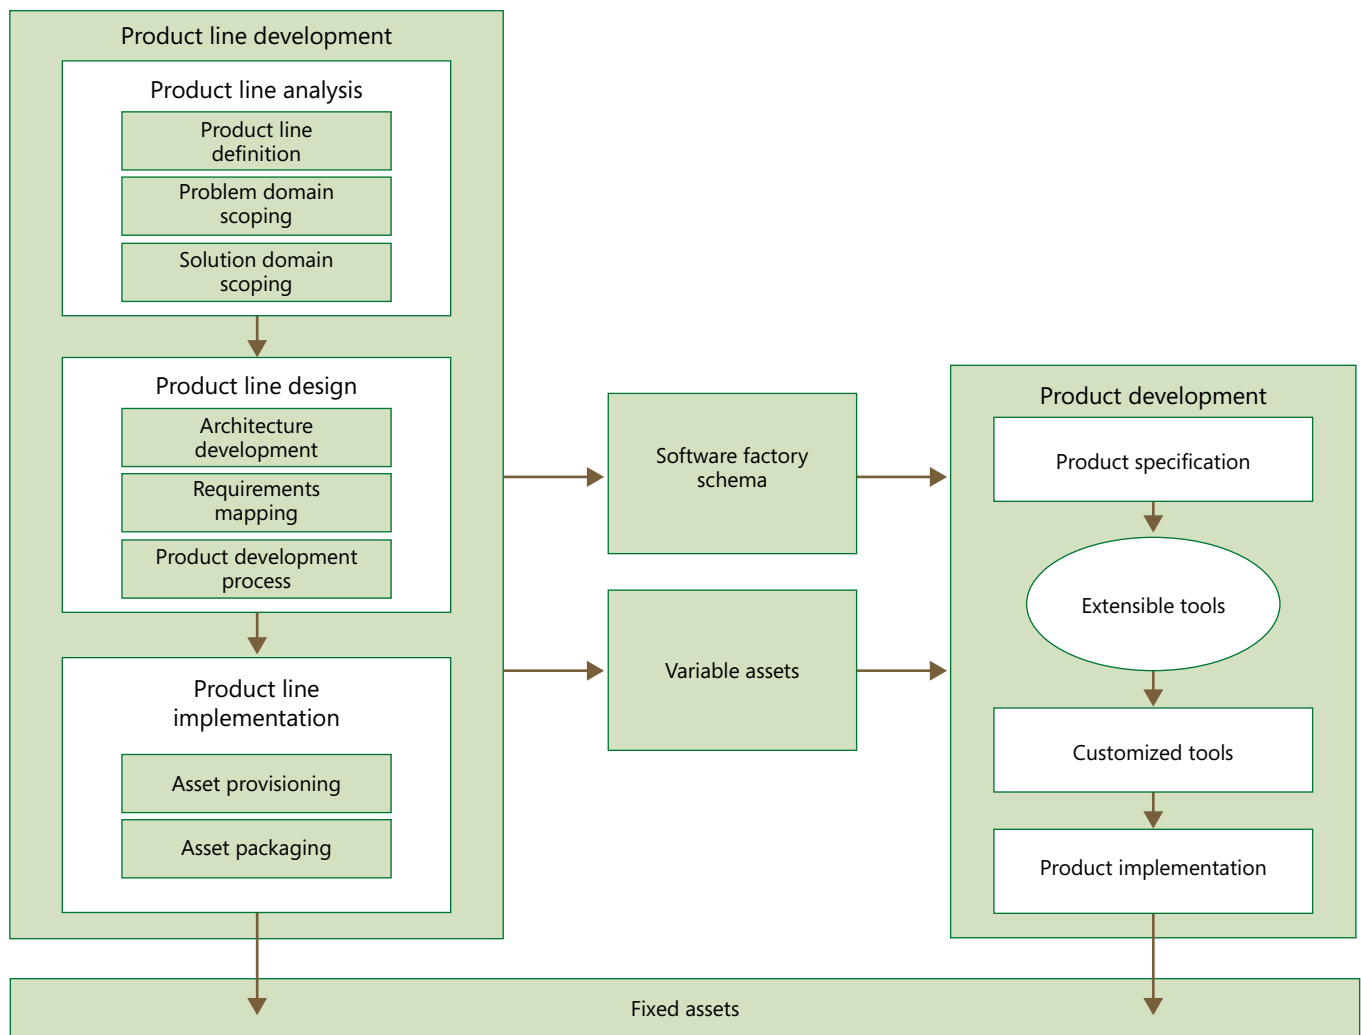 Product line development
Product line analysis
Product line
definition
Problem domain
scoping
Solution domain
scoping
Product line design
Architecture
development
Requirements
mapping
Product development
process
Product line
implementation
Asset provisioning
Asset packaging
Software factory
schema
Variable assets
Product development
Product specification
Extensible tools
Customized tools
Product implementation
Fixed assets